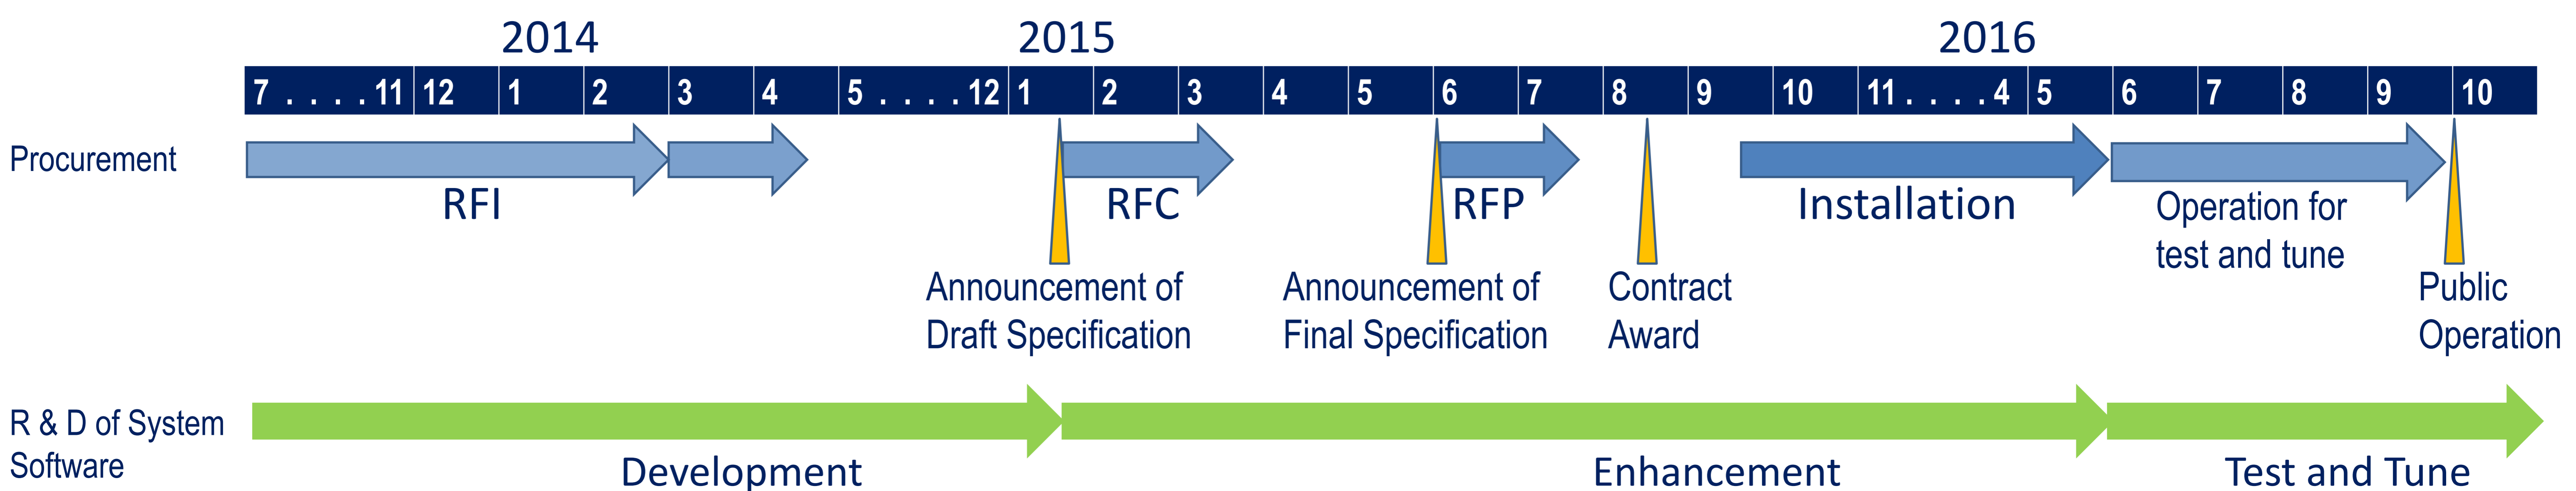 2014 2015 2016
7 . . . . 11 12 1 2 3 4 5 . . . . 12 1 2 3 4 5 6 7 8 9 10 11 . . . . 4 5 6 7 8 9 10
Procurement
RFI RFC RFP Installation Operation for
test and tune
Announcement of
Draft Specification
Announcement of
Final Specification
Contract
Award
Public
Operation
R & D of System
Software
Development Enhancement Test and Tune